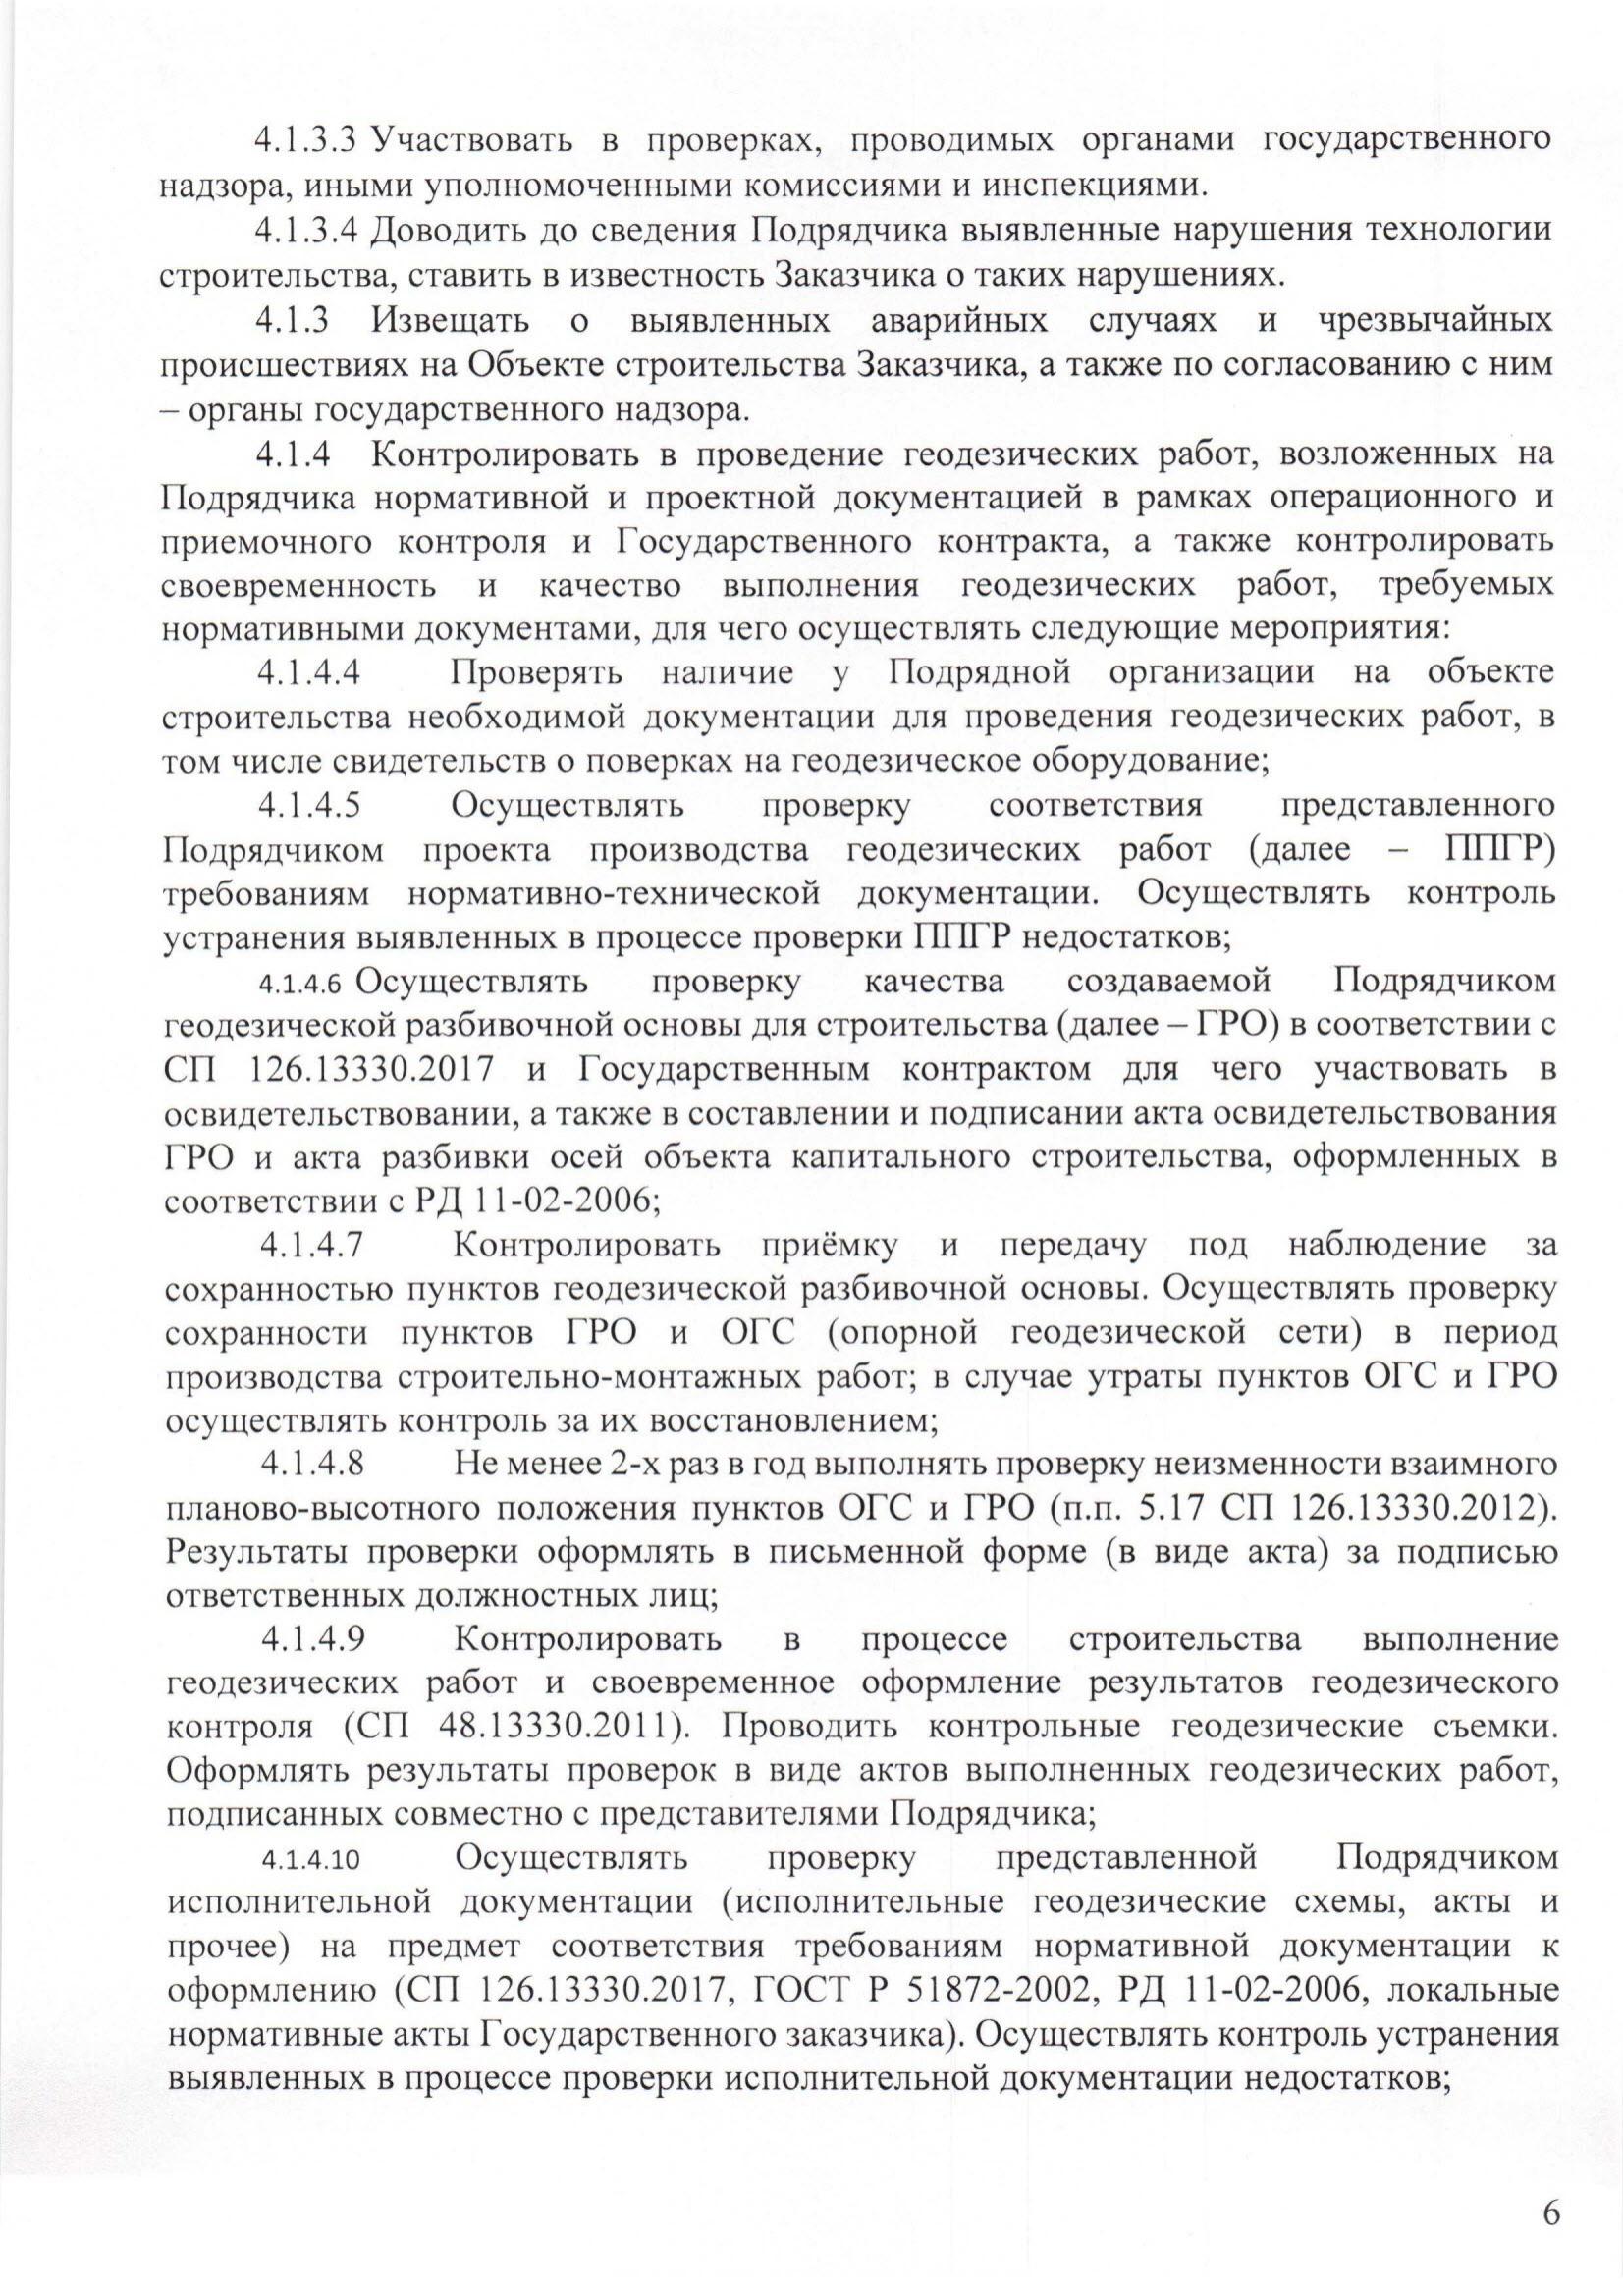 4.1.3.3 Участвовать в проверках, проводимых органами государственного
надзора, иными уполномоченными комиссиями и инспекциями.
4.1.3.4 Доводить до сведения Подрядчика выявленные нарушения технологии
строительства, ставить в известность Заказчика о таких нарушениях.
4.1.3 Извещать о выявленных аварийных случаях и чрезвычайных
происшествиях на Объекте строительства Заказчика, а также по согласованию с ним
– органы государственного надзора.
4.1.4 Контролировать в проведение геодезических работ, возложенных на
Подрядчика нормативной и проектной документацией в рамках операционного и
приемочного контроля и Государственного контракта, а также контролировать
своевременность и качество выполнения геодезических работ, требуемых
нормативными документами, для чего осуществлять следующие мероприятия:
4.1.4.4 Проверять наличие у Подрядной организации на объекте
строительства необходимой документации для проведения геодезических работ, в
том числе свидетельств о поверках на геодезическое оборудование;
4.1.4.5 Осуществлять проверку соответствия представленного
Подрядчиком проекта производства геодезических работ (далее – ППГР)
требованиям нормативно-технической документации. Осуществлять контроль
устранения выявленных в процессе проверки ППГР недостатков;
4.1.4.6 Осуществлять проверку качества создаваемой Подрядчиком
геодезической разбивочной основы для строительства (далее – ГРО) в соответствии с
СП 126.13330.2017 и Государственным контрактом для чего участвовать в
освидетельствовании, а также в составлении и подписании акта освидетельствования
ГРО и акта разбивки осей объекта капитального строительства, оформленных в
соответствии с РД 11-02-2006;
4.1.4.7 Контролировать приёмку и передачу под наблюдение за
сохранностью пунктов геодезической разбивочной основы. Осуществлять проверку
сохранности пунктов ГРО и ОГС (опорной геодезической сети) в период
производства строительно-монтажных работ; в случае утраты пунктов ОГС и ГРО
осуществлять контроль за их восстановлением;
4.1.4.8 Не менее 2-х раз в год выполнять проверку неизменности взаимного
планово-высотного положения пунктов ОГС и ГРО (п.п. 5.17 СП 126.13330.2012).
Результаты проверки оформлять в письменной форме (в виде акта) за подписью
ответственных должностных лиц;
4.1.4.9 Контролировать в процессе строительства выполнение
геодезических работ и своевременное оформление результатов геодезического
контроля (СП 48.13330.2011). Проводить контрольные геодезические съемки.
Оформлять результаты проверок в виде актов выполненных геодезических работ,
подписанных совместно с представителями Подрядчика;
4.1.4.10 Осуществлять проверку представленной Подрядчиком
исполнительной документации (исполнительные геодезические схемы, акты и
прочее) на предмет соответствия требованиям нормативной документации к
оформлению (СП 126.13330.2017, ГОСТ Р 51872-2002, РД 11-02-2006, локальные
нормативные акты Государственного заказчика). Осуществлять контроль устранения
выявленных в процессе проверки исполнительной документации недостатков;
6